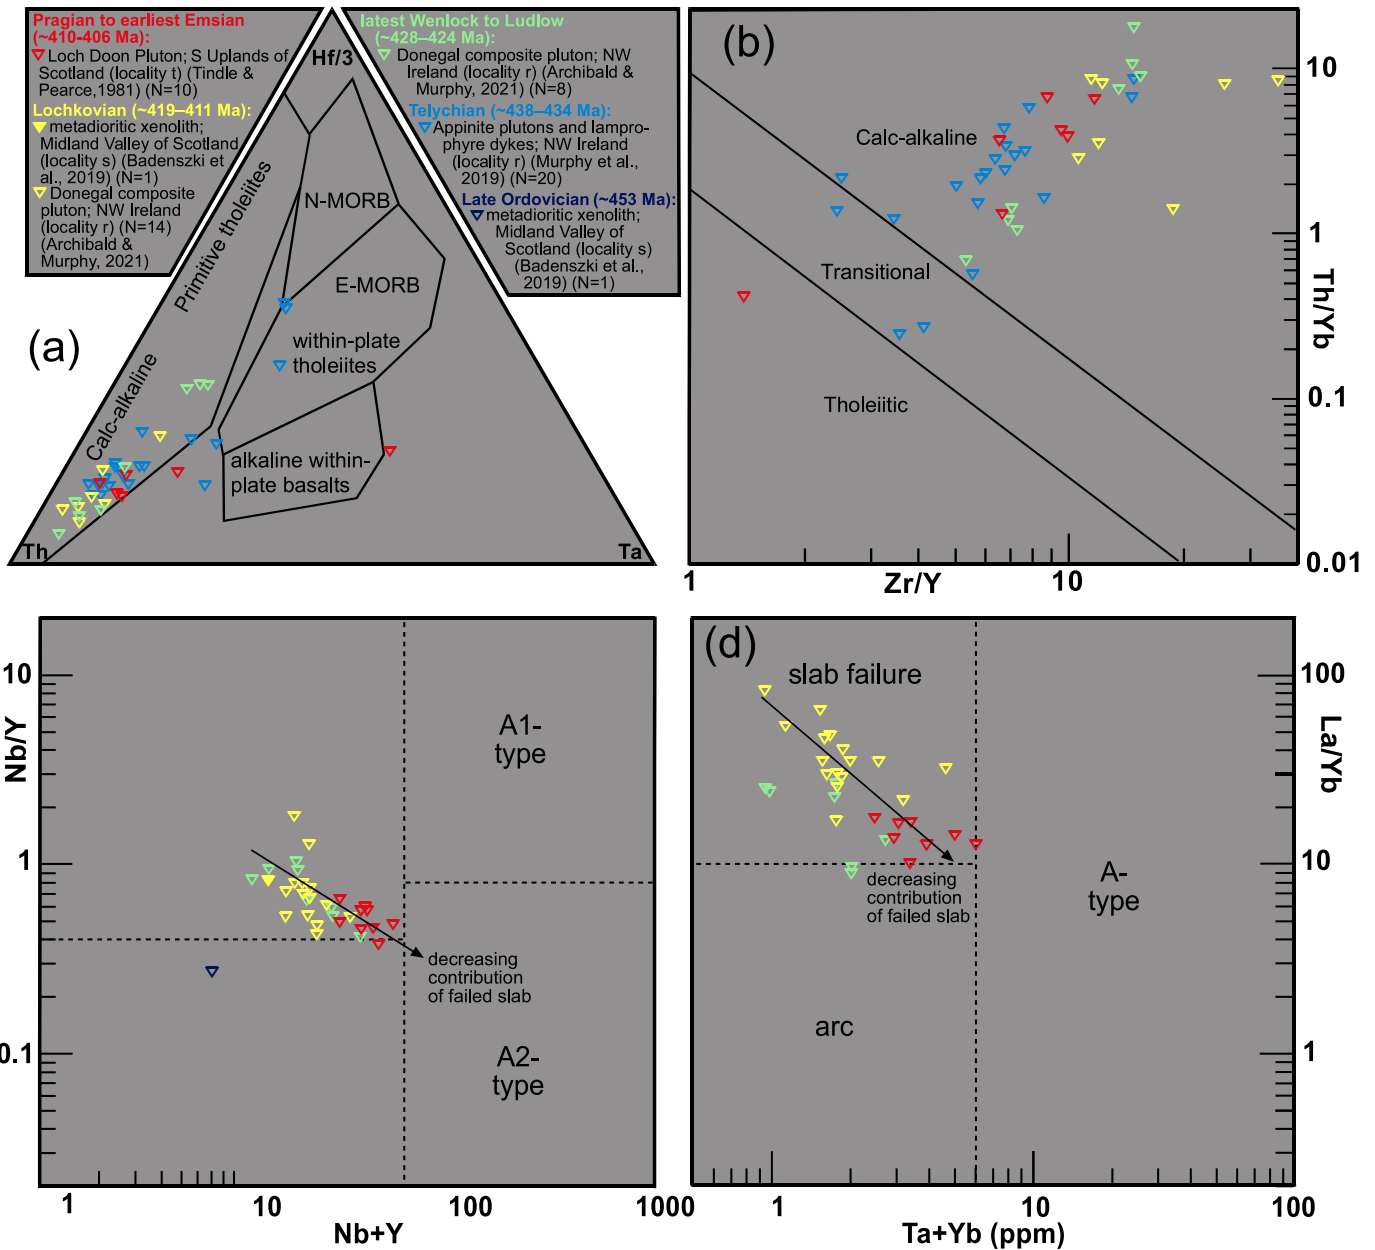 Pragian to earliest Emsian
(~410-406 Ma):
Loch Doon Pluton; S Uplands of
Scotland (locality t) (Tindle &
Pearce,1981) (N=10)
Lochkovian (~419–411 Ma):
metadioritic xenolith;
Midland Valley of Scotland
(locality s) (Badenszki et
al., 2019) (N=1)
Donegal composite
pluton; NW Ireland
(locality r) (N=14)
(Archibald &
Murphy, 2021)
latest Wenlock to Ludlow
(~428–424 Ma):
Donegal composite pluton; NW
Ireland (locality r) (Archibald &
Murphy, 2021) (N=8)
Telychian (~438–434 Ma):
Appinite plutons and lampro-
phyre dykes; NW Ireland
(locality r) (Murphy et al.,
2019) (N=20)
Late Ordovician (~453 Ma):
metadioritic xenolith;
Midland Valley of
Scotland (locality s)
(Badenszki et al.,
2019) (N=1)
(a)
Hf/3
Primitive tholeiites
Calc-alkaline
N-MORB
E-MORB
within-plate
tholeiites
alkaline within-
plate basalts
Th
Ta
(b)
Calc-alkaline
Transitional
Tholeiitic
10
1
0.1
0.01
Th/Yb
1
10
Zr/Y
10
1
0.1
Nb/Y
A1-
type
decreasing
contribution
of failed slab
A2-
type
1
10
100
1000
Nb+Y
(d)
slab failure
decreasing
contribution
of failed slab
A-
type
arc
100
10
1
La/Yb
1
10
100
Ta+Yb (ppm)